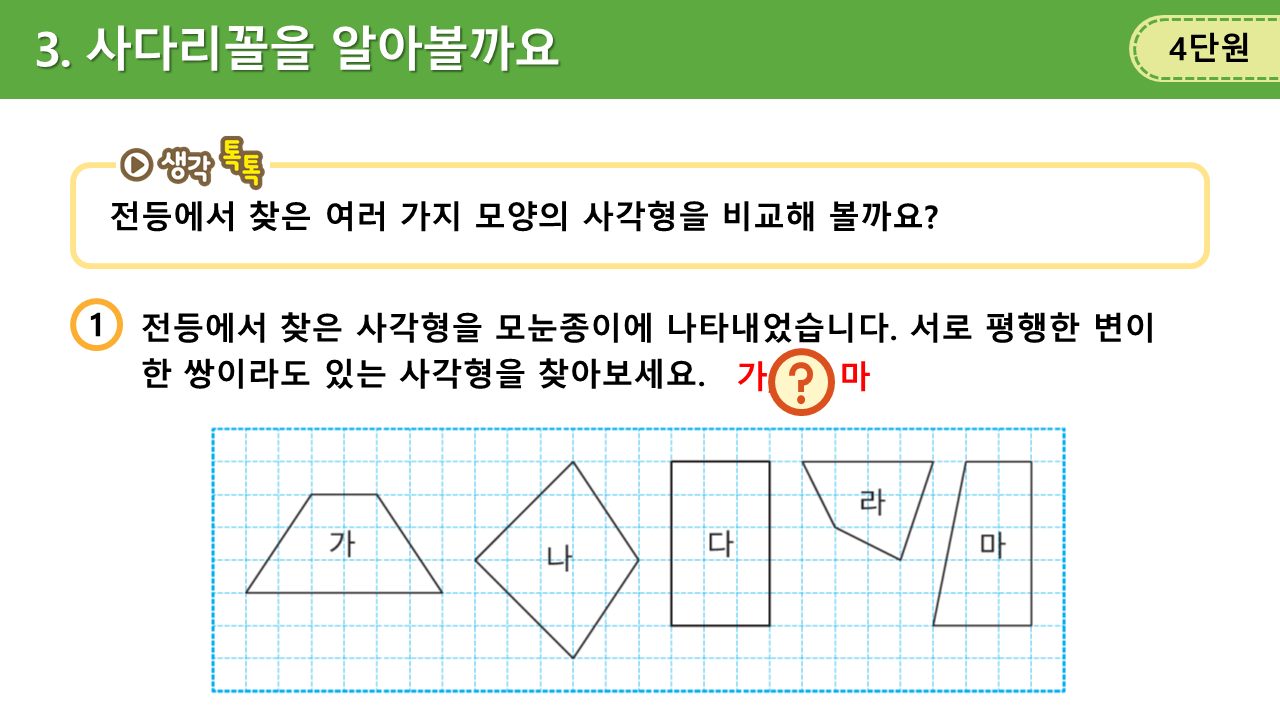 3. 사다리꼴을 알아볼까요
4단원
생각 톡톡
전등에서 찾은 여러 가지 모양의 사각형을 비교해 볼까요?
1 전등에서 찾은 사각형을 모눈종이에 나타내었습니다. 서로 평행한 변이
한 쌍이라도 있는 사각형을 찾아보세요. 가, ? 마
가
나
다
라
마